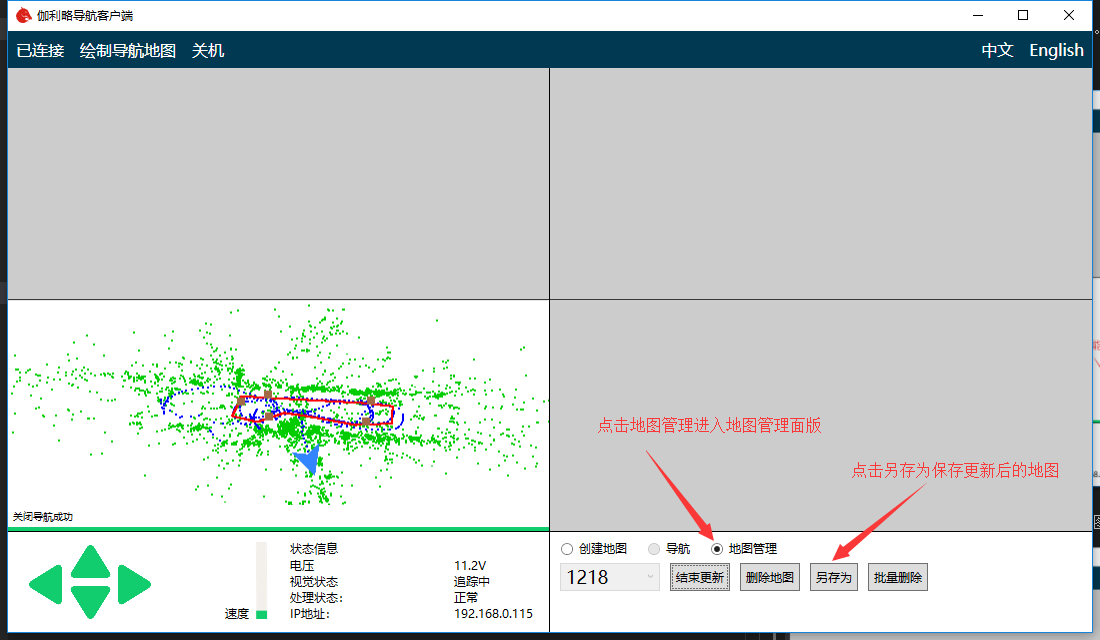 伽利略导航客户端
已连接 绘制导航地图 关机 中文 English
点击地图管理进入地图管理面版
点击另存为保存更新后的地图
关闭导航成功
创建地图 导航 地图管理
1218 结束更新 删除地图 另存为 批量删除
速度
状态信息
电压 11.2V
视觉状态 追踪中
处理状态: 正常
IP地址: 192.168.0.115